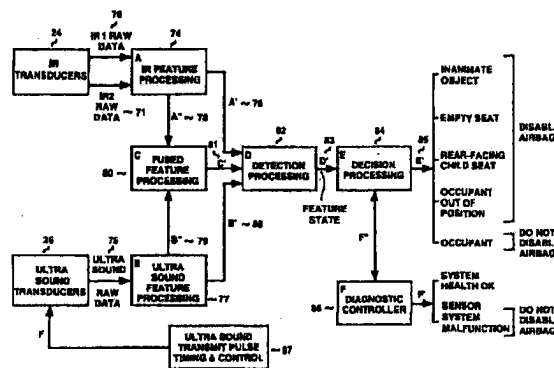 70
24
IR 1 RAW DATA
74
IR TRANSDUCERS
A
IR FEATURE PROCESSING
IR2 RAW DATA
71
A'
76
A"
78
82
83
84
85
81
C
FUSED FEATURE PROCESSING
80
C'
D
DETECTION PROCESSING
D'
E
DECISION PROCESSING
E'
FEATURE STATE
INANIMATE OBJECT
EMPTY SEAT
REAR-FACING CHILD SEAT
OCCUPANT OUT OF POSITION
DISABLE AIRBAG
OCCUPANT
DO NOT DISABLE AIRBAG
B"
79
B'
88
F"
26
75
ULTRA SOUND TRANSDUCERS
ULTRA SOUND
RAW DATA
B
ULTRA SOUND FEATURE PROCESSING
77
86
F
DIAGNOSTIC CONTROLLER
F'
SYSTEM HEALTH OK
SENSOR SYSTEM MALFUNCTION
DO NOT DISABLE AIRBAG
F
ULTRA SOUND TRANSMIT PULSE TIMING & CONTROL
87